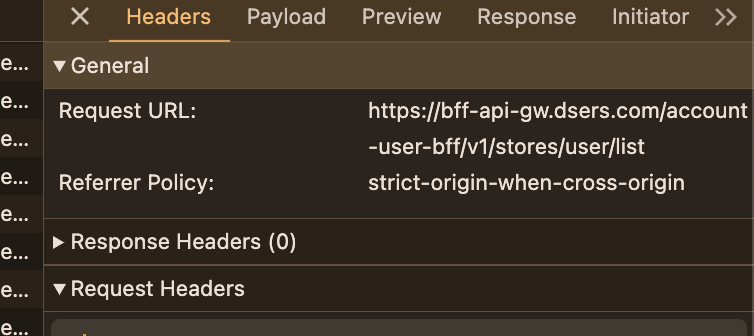 Headers Payload Preview Response Initiator
e...
General
e...
Request URL: https://bff-api-gw.dsers.com/account
e...
-user-bff/v1/stores/user/list
e...
Referrer Policy: strict-origin-when-cross-origin
e...
Response Headers (0)
e...
Request Headers
e...
e...